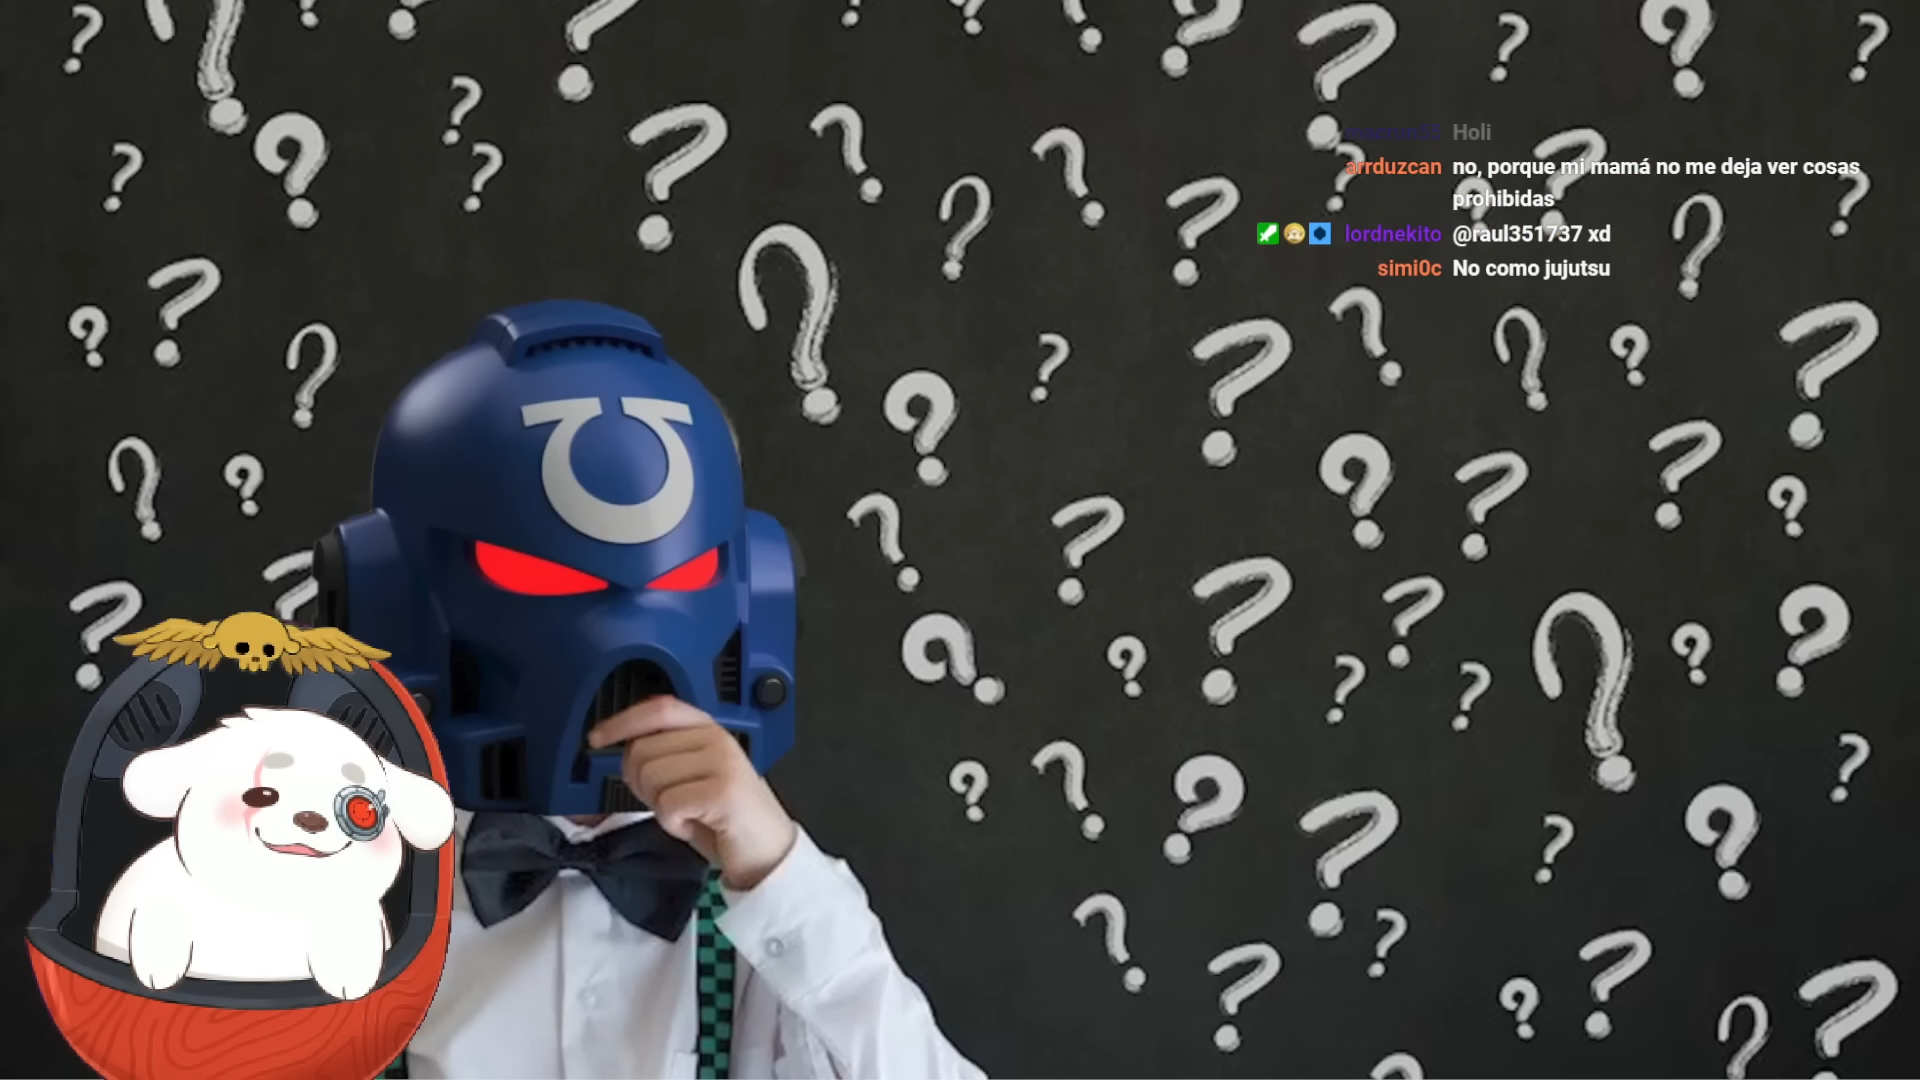 Holi
arrduzcan no, porque mi mamá no me deja ver cosas
prohibidas
lordnekito @raul351737 xd
simi0c No como jujutsu